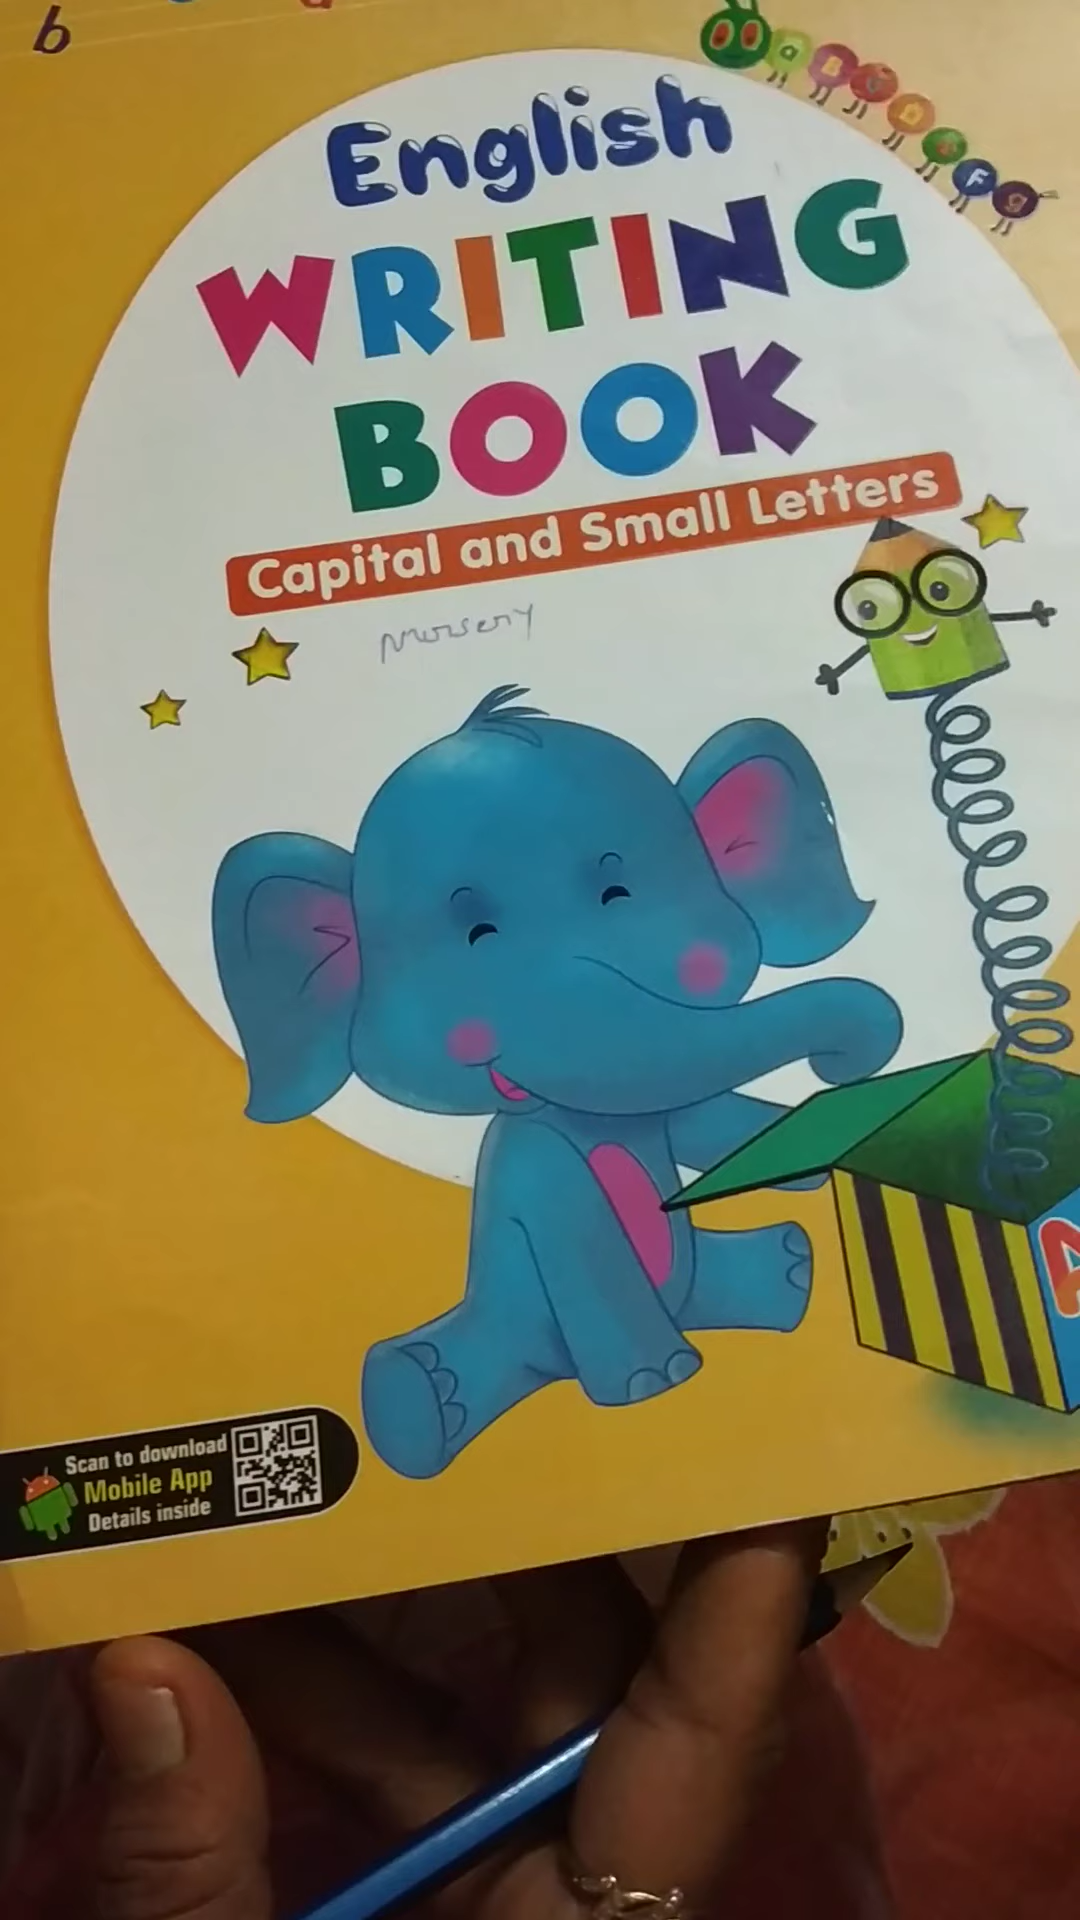 b
a B c D e F g
English
WRITING
BOOK
Capital and Small Letters
Nursery
A
Scan to download
Mobile App
Details inside